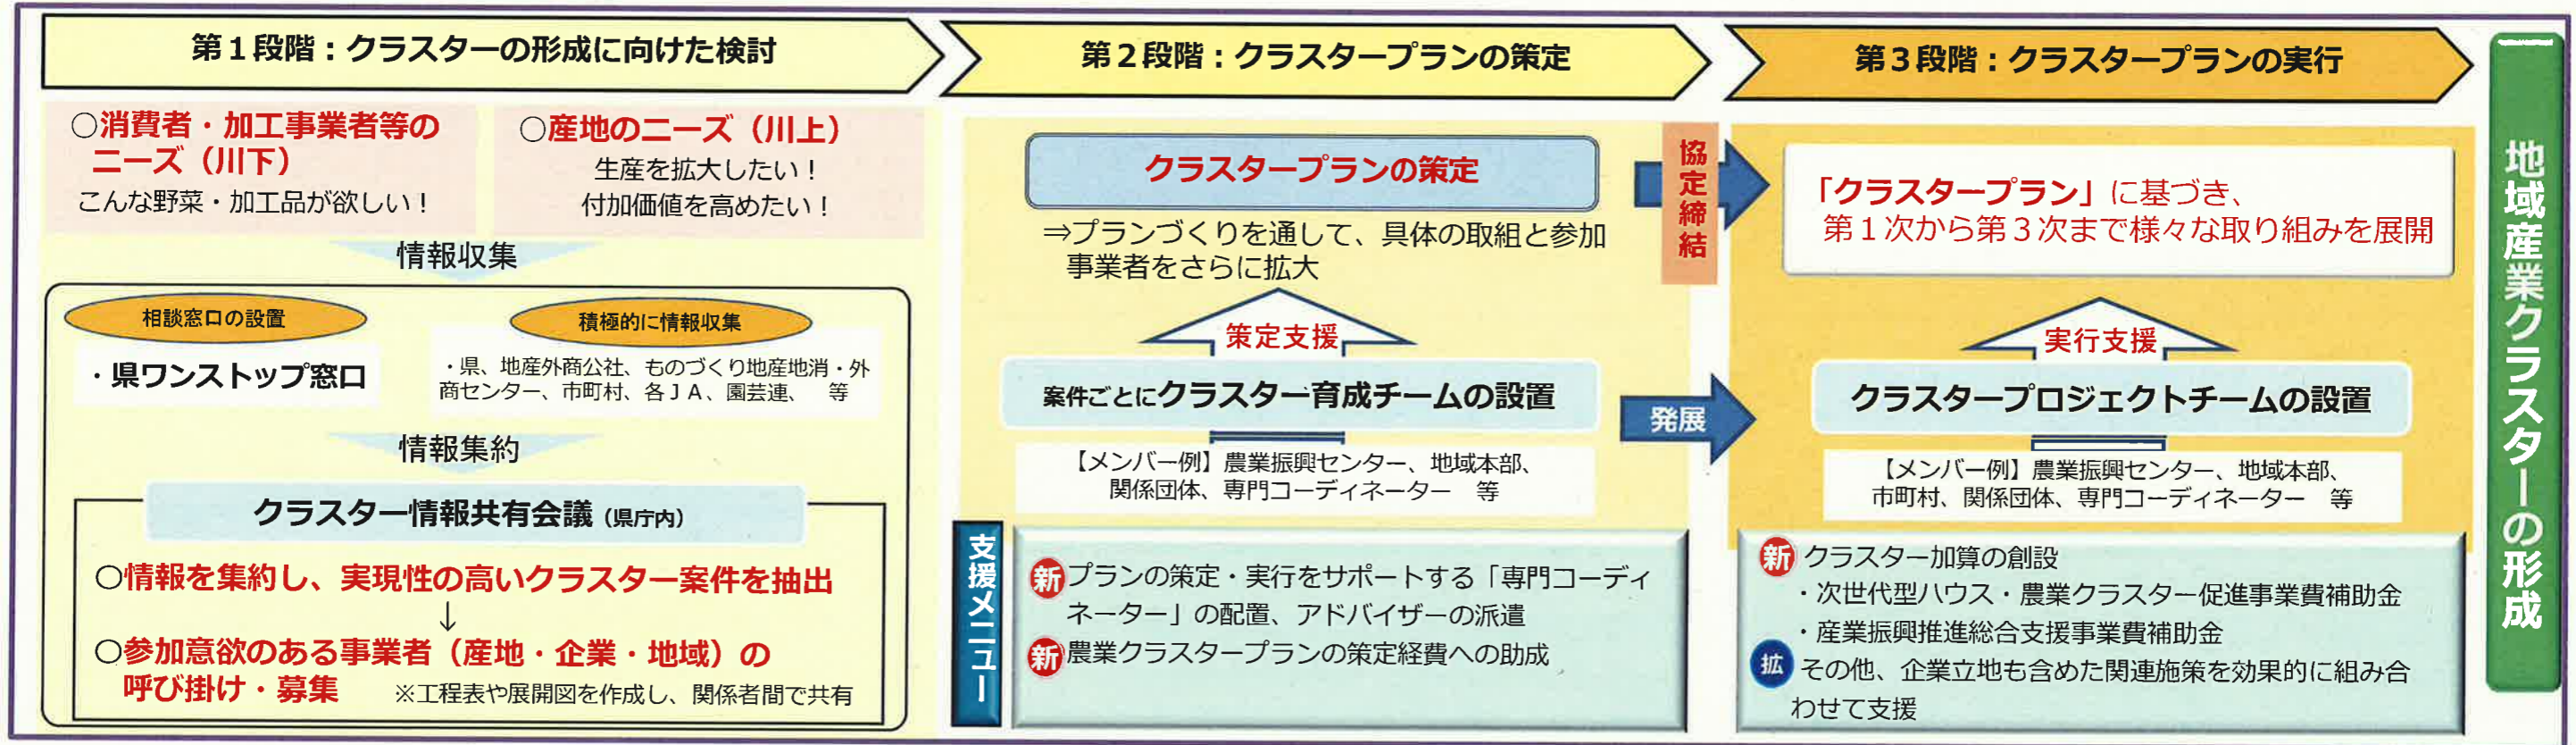 第1段階：クラスターの形成に向けた検討
○消費者・加工事業者等の
ニーズ（川下）
こんな野菜・加工品が欲しい！
○産地のニーズ（川上）
生産を拡大したい！
付加価値を高めたい！
情報収集
相談窓口の設置
・県ワンストップ窓口
積極的に情報収集
・県、地産外商公社、ものづくり地産地消・外
商センター、市町村、各ＪＡ、園芸連、　等
情報集約
クラスター情報共有会議（県庁内）
○情報を集約し、実現性の高いクラスター案件を抽出
↓
○参加意欲のある事業者（産地・企業・地域）の
呼び掛け・募集　※工程表や展開図を作成し、関係者間で共有
第2段階：クラスタープランの策定
クラスタープランの策定
⇒プランづくりを通して、具体の取組と参加
事業者をさらに拡大
策定支援
案件ごとにクラスター育成チームの設置
【メンバー例】農業振興センター、地域本部、
関係団体、専門コーディネーター　等
支援メニュー
新 プランの策定・実行をサポートする「専門コーディ
ネーター」の配置、アドバイザーの派遣
新 農業クラスタープランの策定経費への助成
協定締結
発展
第3段階：クラスタープランの実行
「クラスタープラン」に基づき、
第１次から第３次まで様々な取り組みを展開
実行支援
クラスタープロジェクトチームの設置
【メンバー例】農業振興センター、地域本部、
市町村、関係団体、専門コーディネーター　等
新 クラスター加算の創設
・次世代型ハウス・農業クラスター促進事業費補助金
・産業振興推進総合支援事業費補助金
拡 その他、企業立地も含めた関連施策を効果的に組み合
わせて支援
地域産業クラスターの形成